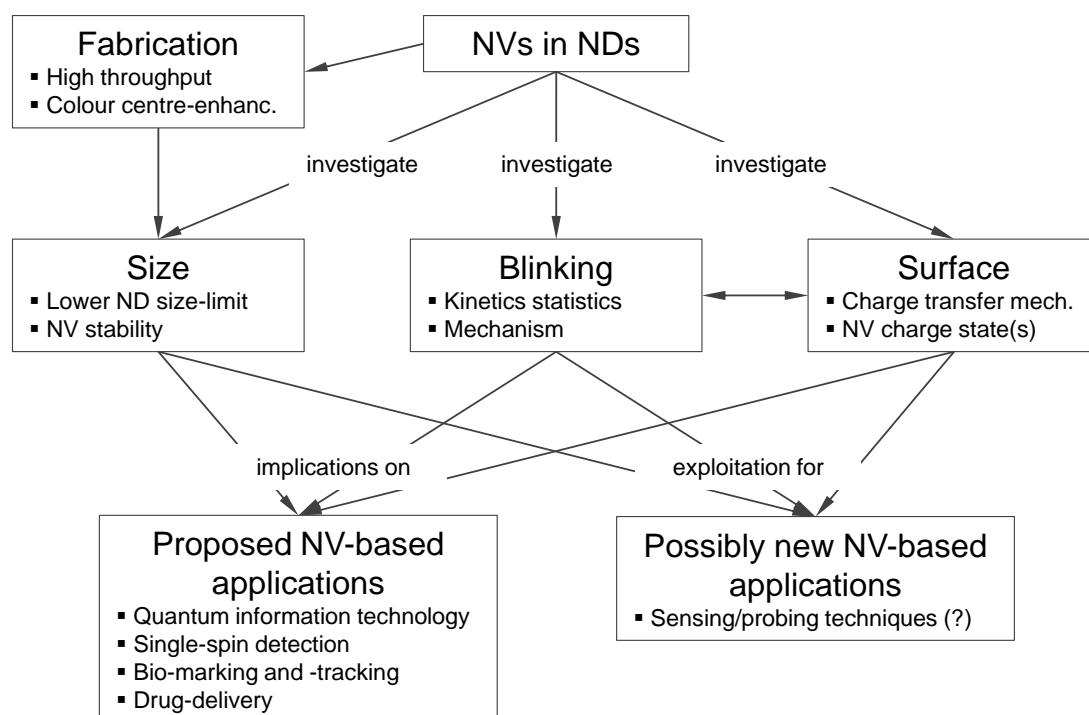 Fabrication
▪ High throughput
▪ Colour centre-enhanc.
NVs in NDs
investigate
investigate
investigate
Size
▪ Lower ND size-limit
▪ NV stability
Blinking
▪ Kinetics statistics
▪ Mechanism
Surface
▪ Charge transfer mech.
▪ NV charge state(s)
implications on
exploitation for
Proposed NV-based
applications
▪ Quantum information technology
▪ Single-spin detection
▪ Bio-marking and -tracking
▪ Drug-delivery
Possibly new NV-based
applications
▪ Sensing/probing techniques (?)